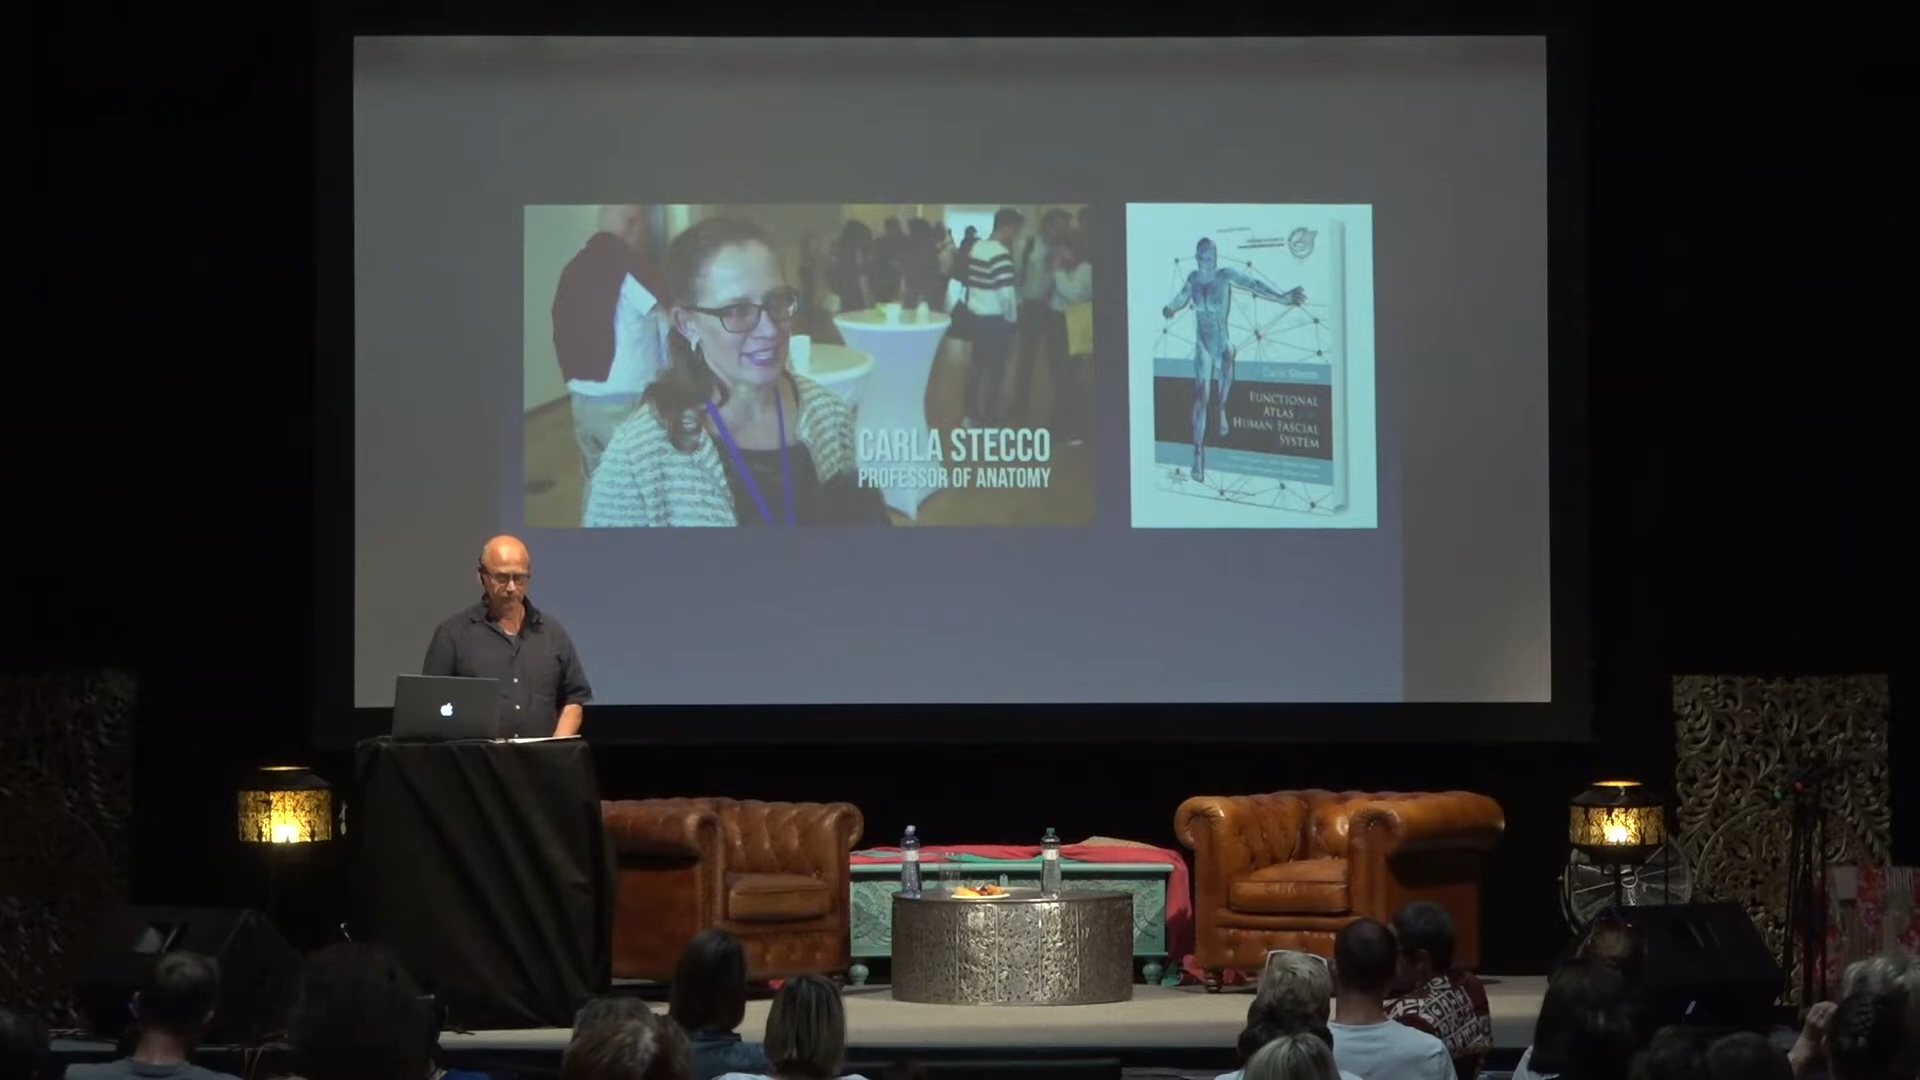 CARLA STECCO
PROFESSOR OF ANATOMY
Carla Stecco
FUNCTIONAL
ATLAS
HUMAN FASCIAL
SYSTEM